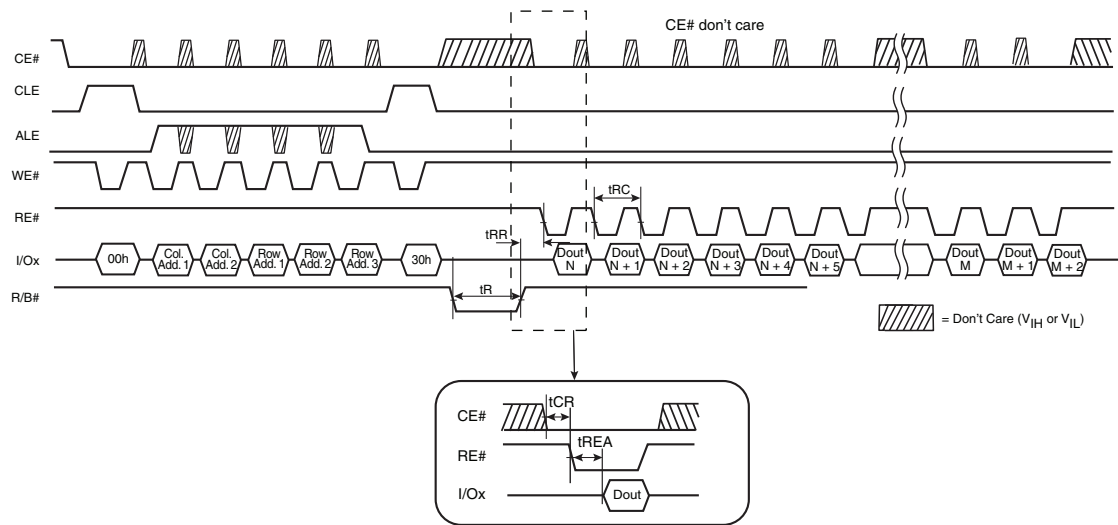 CE# don't care
CE#
CLE
ALE
WE#
tRC
RE#
tRR
I/Ox
00h
Col. Add. 1
Col. Add. 2
Row Add. 1
Row Add. 2
Row Add. 3
30h
Dout N
Dout N + 1
Dout N + 2
Dout N + 3
Dout N + 4
Dout N + 5
Dout M
Dout M + 1
Dout M + 2
tR
R/B#
= Don't Care (VIH or VIL)
tCR
CE#
tREA
RE#
I/Ox
Dout